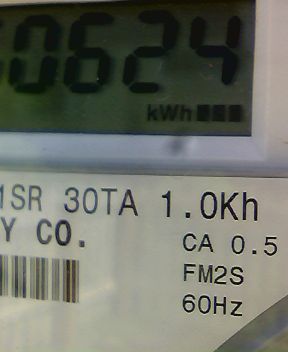 0624
kWh
1SR 30TA 1.0Kh
Y CO.
CA 0.5
FM2S
60Hz